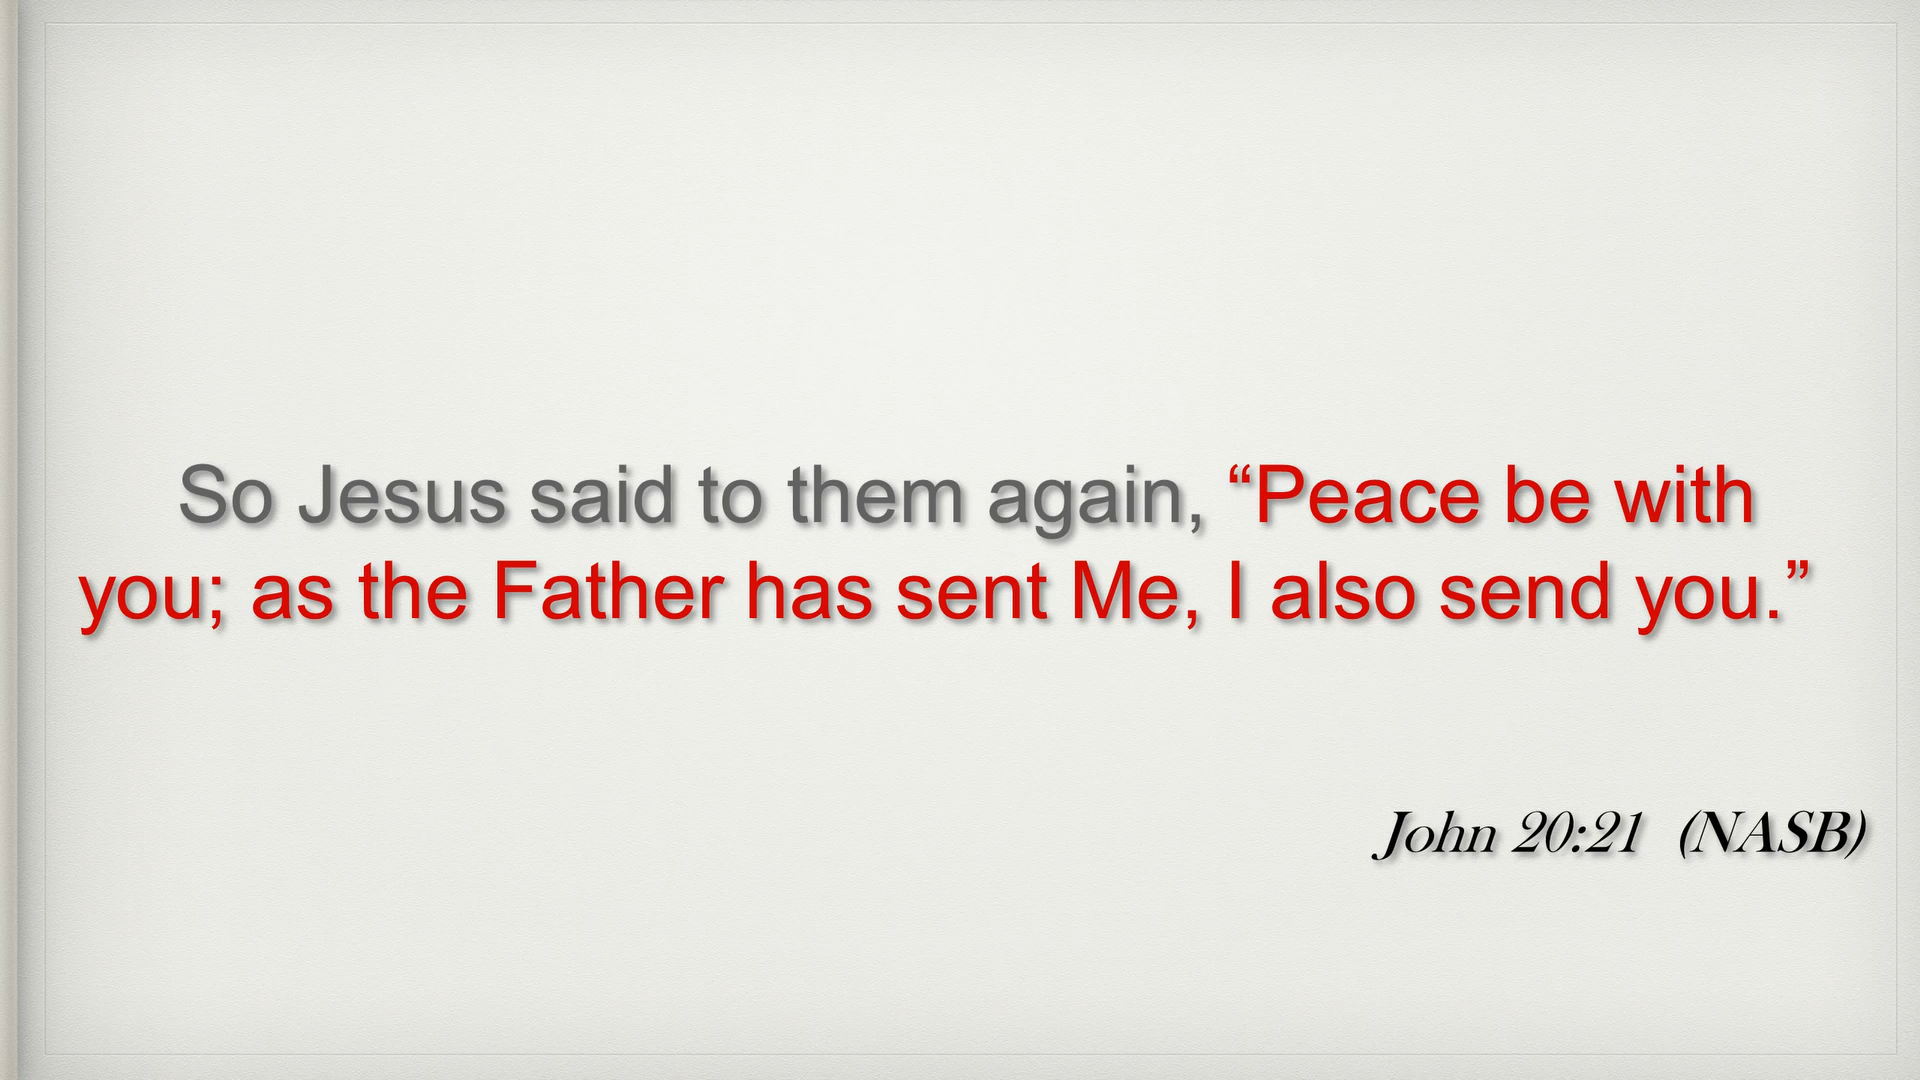 So Jesus said to them again, “Peace be with
you; as the Father has sent Me, I also send you.”
John 20:21  (NASB)